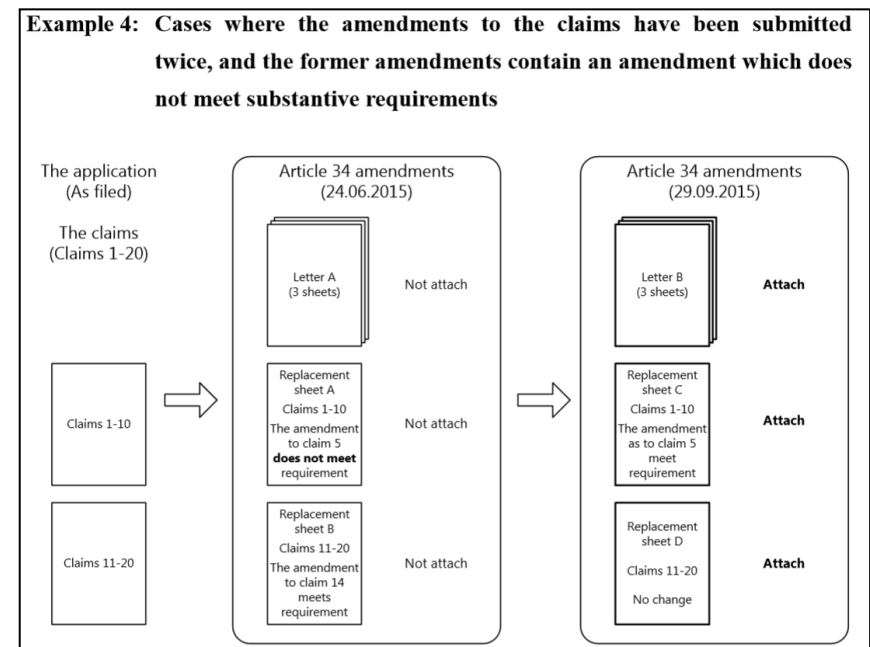 Example 4: Cases where the amendments to the claims have been submitted
twice, and the former amendments contain an amendment which does
not meet substantive requirements
The application
(As filed)
The claims
(Claims 1-20)
Claims 1-10
Claims 11-20
Article 34 amendments
(24.06.2015)
Letter A
(3 sheets)
Not attach
Replacement
sheet A
Claims 1-10
The amendment
to claim 5
does not meet
requirement
Not attach
Replacement
sheet B
Claims 11-20
The amendment
to claim 14
meets
requirement
Not attach
Article 34 amendments
(29.09.2015)
Letter B
(3 sheets)
Attach
Replacement
sheet C
Claims 1-10
The amendment
as to claim 5
meet
requirement
Attach
Replacement
sheet D
Claims 11-20
No change
Attach